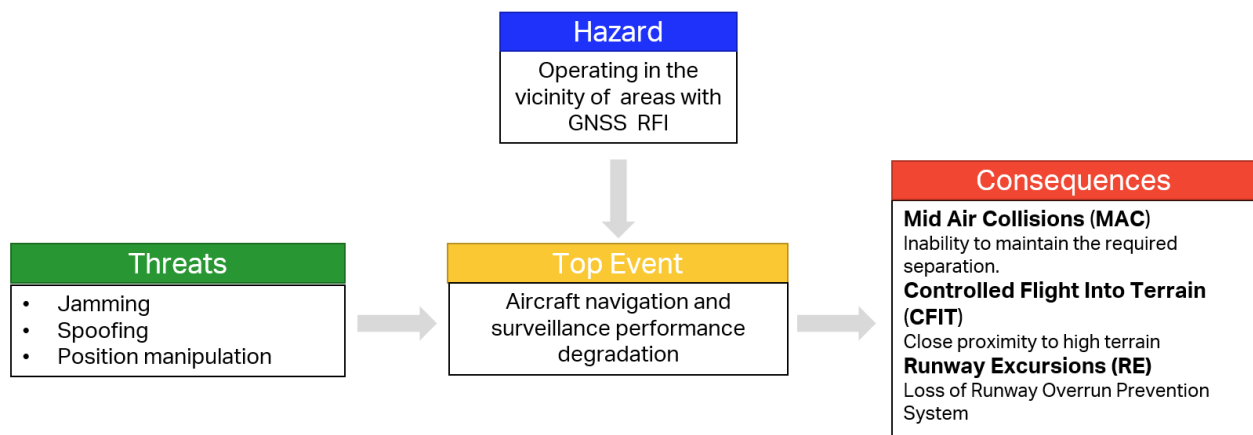 Hazard
Operating in the
vicinity of areas with
GNSS RFI
Threats
• Jamming
• Spoofing
• Position manipulation
Top Event
Aircraft navigation and
surveillance performance
degradation
Consequences
Mid Air Collisions (MAC)
Inability to maintain the required
separation.
Controlled Flight Into Terrain
(CFIT)
Close proximity to high terrain
Runway Excursions (RE)
Loss of Runway Overrun Prevention
System